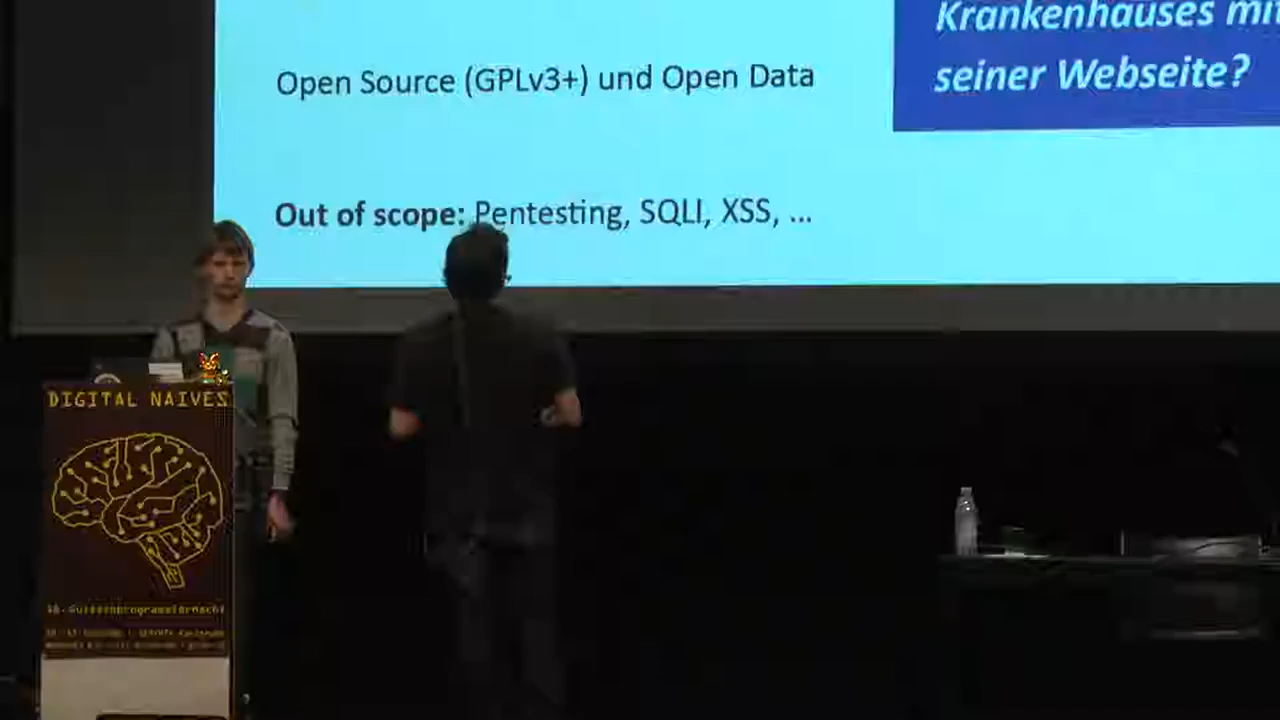 Krankenhauses mit
seiner Webseite?
Open Source (GPLv3+) und Open Data
Out of scope: Pentesting, SQLI, XSS, ...
DIGITAL NAIVES